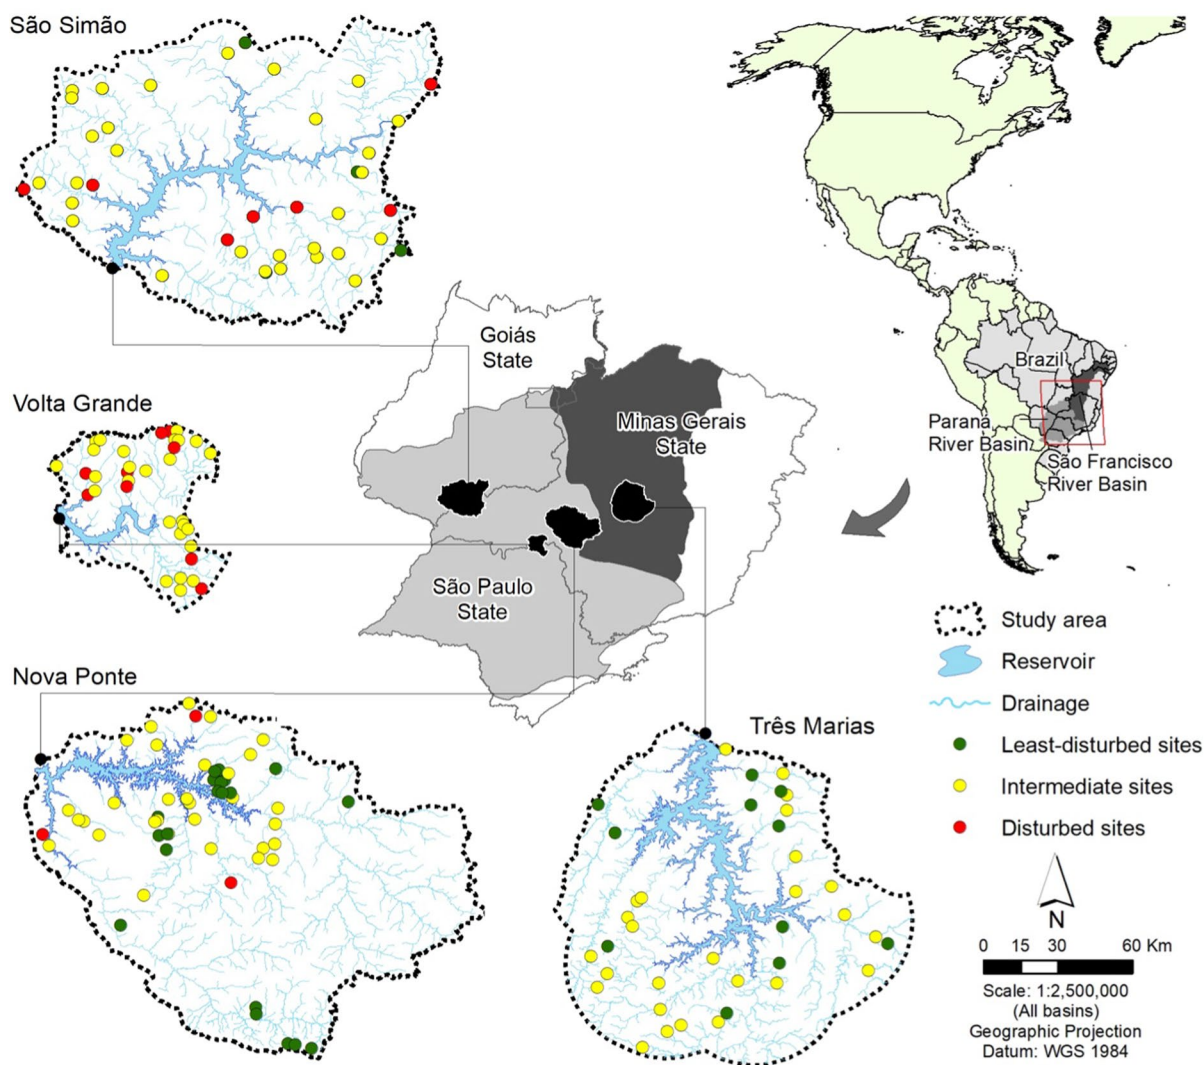 São Simão
Goiás
State
Brazil
Minas Gerais
State
Paraná
River Basin
São Francisco
River Basin
Volta Grande
São Paulo
State
Nova Ponte
Três Marias
Study area
Reservoir
Drainage
Least-disturbed sites
Intermediate sites
Disturbed sites
N
0 15 30 60 Km
Scale: 1:2,500,000
(All basins)
Geographic Projection
Datum: WGS 1984